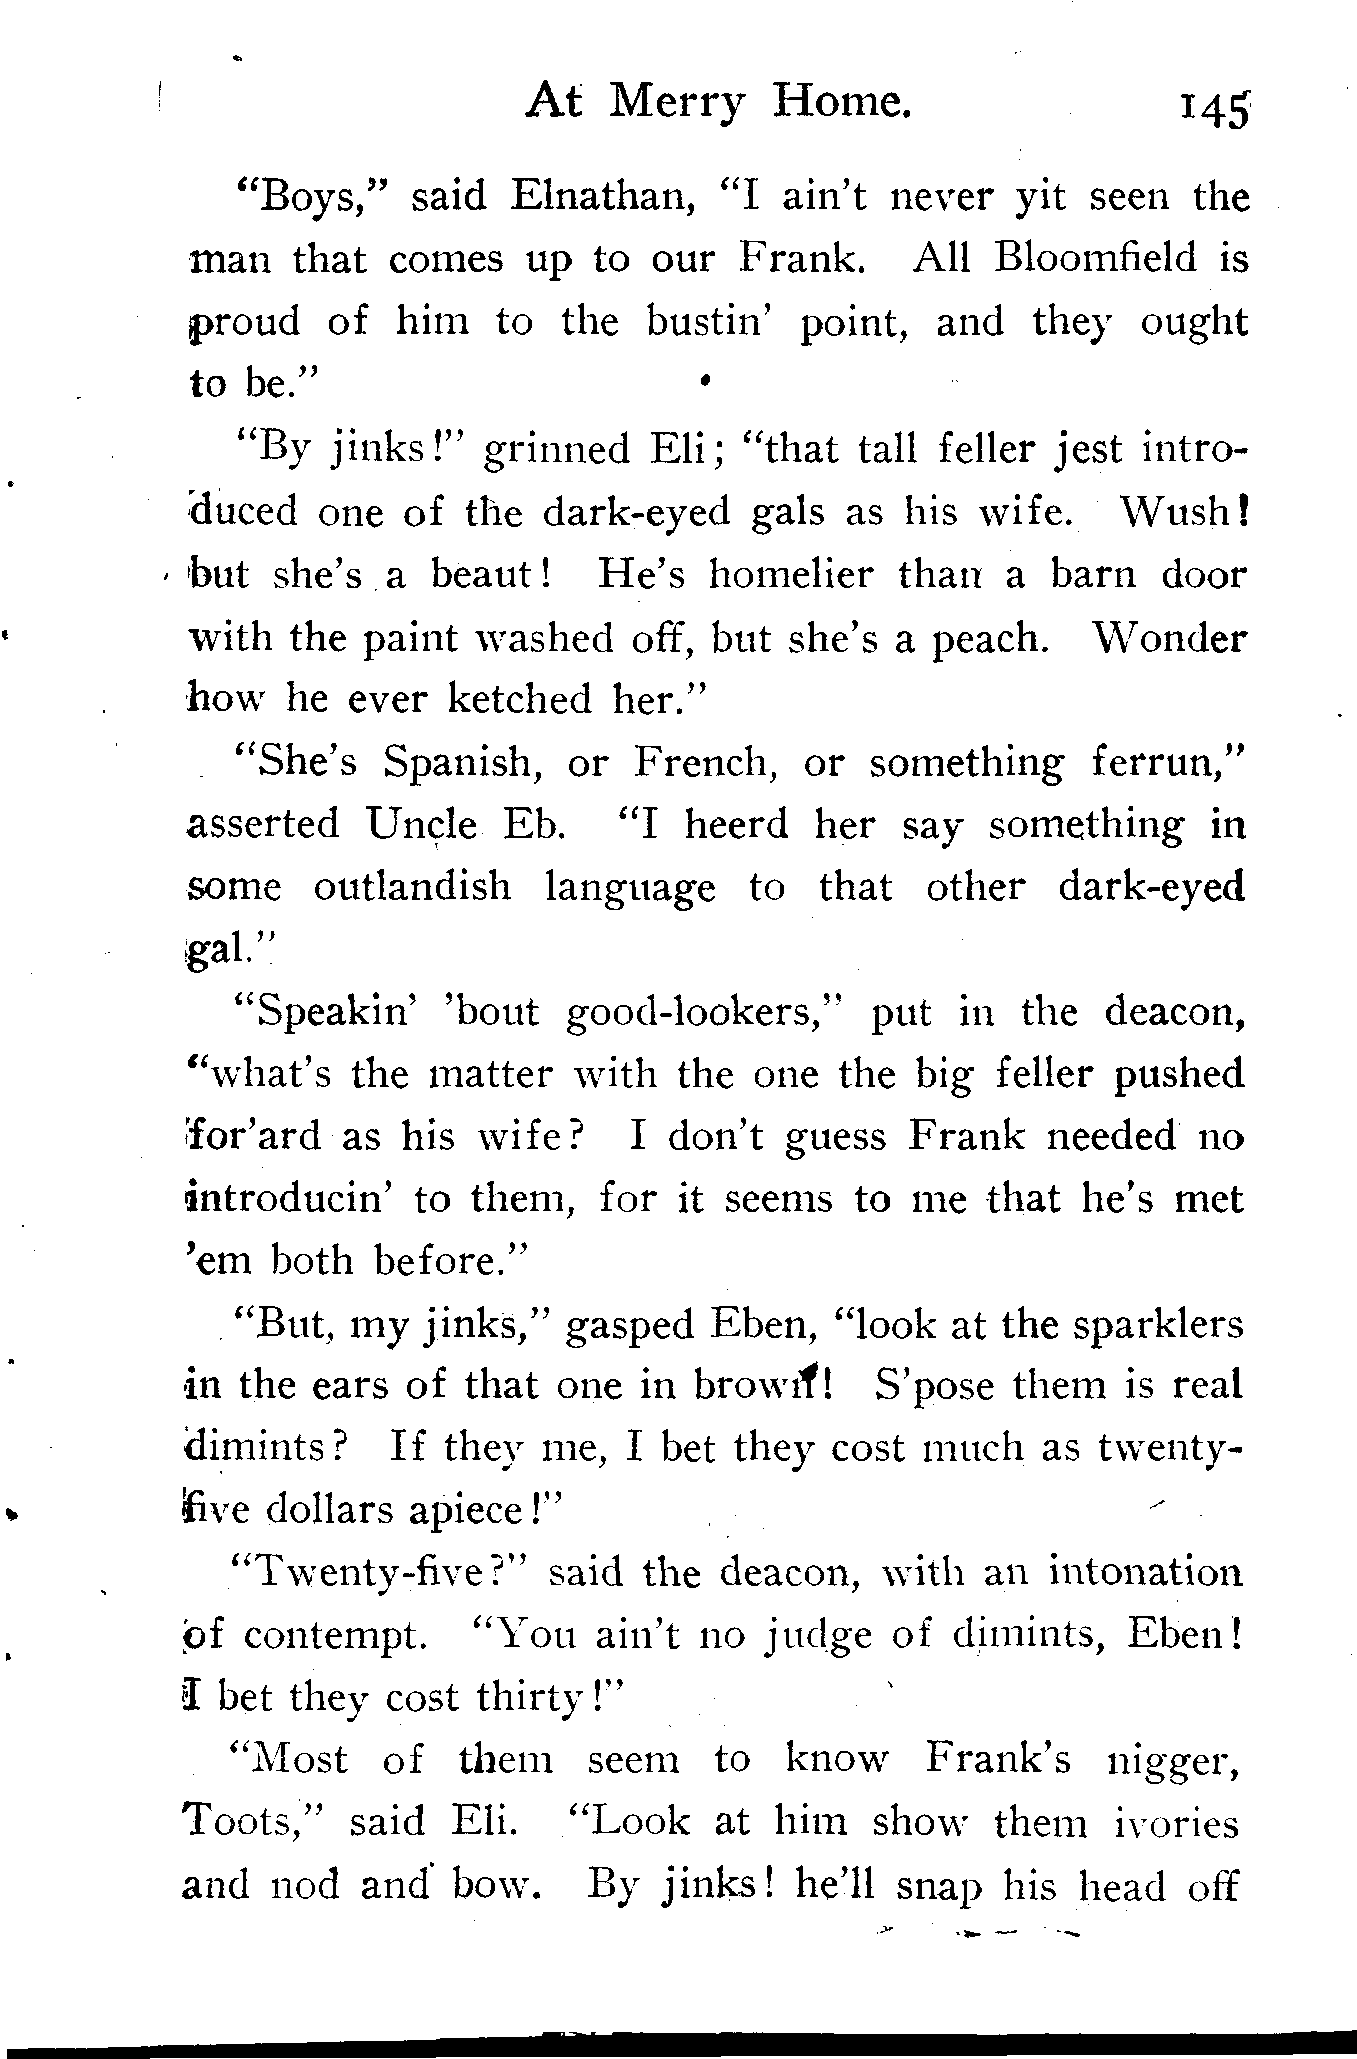 At Merry Home. 145
"Boys," said Elnathan, "I ain't never yit seen the
man that comes up to our Frank. All Bloomfield is
proud of him to the bustin' point, and they ought
to be."
"By jinks!" grinned Eli; "that tall feller jest intro-
duced one of the dark-eyed gals as his wife. Wush!
but she's a beaut! He's homelier than a barn door
with the paint washed off, but she's a peach. Wonder
how he ever ketched her."
"She's Spanish, or French, or something ferrun,"
asserted Uncle Eb. "I heerd her say something in
some outlandish language to that other dark-eyed
gal."
"Speakin' 'bout good-lookers," put in the deacon,
"what's the matter with the one the big feller pushed
for'ard as his wife? I don't guess Frank needed no
introducin' to them, for it seems to me that he's met
'em both before."
"But, my jinks," gasped Eben, "look at the sparklers
in the ears of that one in brown! S'pose them is real
dimints? If they me, I bet they cost much as twenty-
five dollars apiece!"
"Twenty-five?" said the deacon, with an intonation
of contempt. "You ain't no judge of dimints, Eben!
I bet they cost thirty!"
"Most of them seem to know Frank's nigger,
Toots," said Eli. "Look at him show them ivories
and nod and bow. By jinks! he'll snap his head off